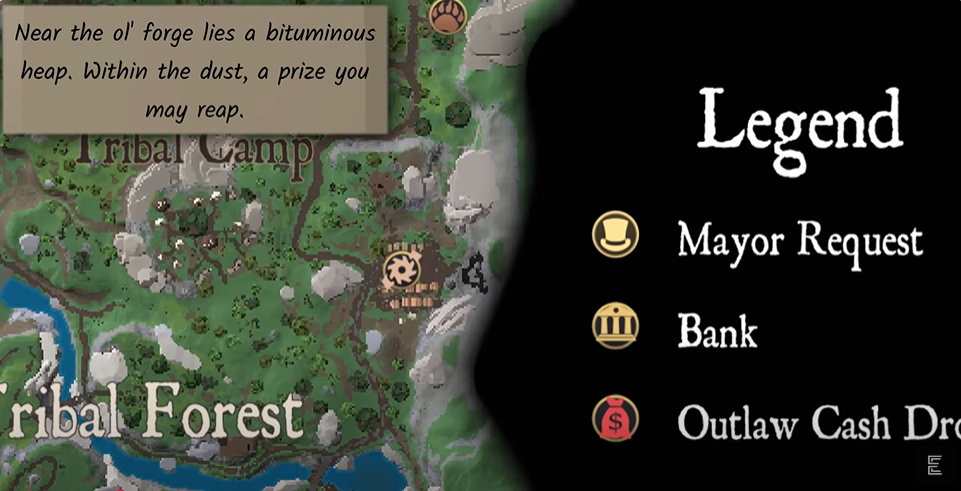 Near the ol' forge lies a bituminous
heap. Within the dust, a prize you
may reap.
Tribal Camp
Tribal Forest
Legend
Mayor Request
Bank
$
Outlaw Cash Dro
E